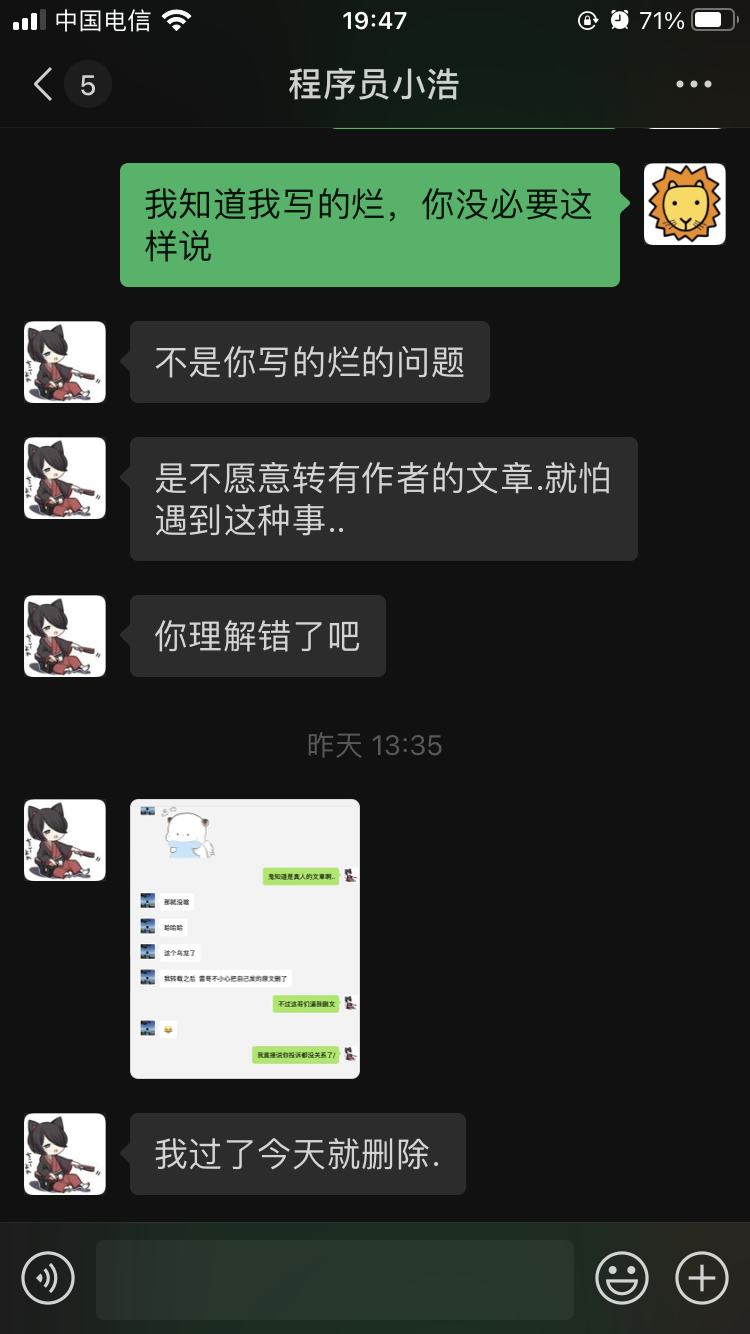 中国电信
19:47
71%
5
程序员小浩
我知道我写的烂，你没必要这
样说
不是你写的烂的问题
是不愿意转有作者的文章.就怕
遇到这种事..
你理解错了吧
昨天 13:35
鬼知道是真人的文章啊..
那就没啥
哈哈哈
这个乌龙了
我转载之后 雷哥不小心把自己发的原文删了
不过这哥们逼我删文
我直接说你投诉都没关系了/
我过了今天就删除.